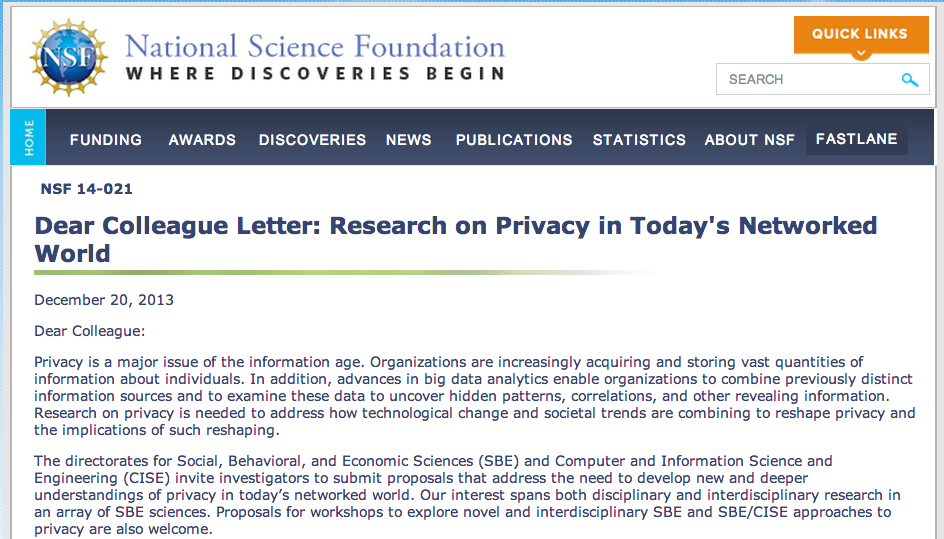 NSF
National Science Foundation
WHERE DISCOVERIES BEGIN
QUICK LINKS
SEARCH
HOME
FUNDING AWARDS DISCOVERIES NEWS PUBLICATIONS STATISTICS ABOUT NSF FASTLANE
NSF 14-021
Dear Colleague Letter: Research on Privacy in Today's Networked
World
December 20, 2013
Dear Colleague:
Privacy is a major issue of the information age. Organizations are increasingly acquiring and storing vast quantities of
information about individuals. In addition, advances in big data analytics enable organizations to combine previously distinct
information sources and to examine these data to uncover hidden patterns, correlations, and other revealing information.
Research on privacy is needed to address how technological change and societal trends are combining to reshape privacy and
the implications of such reshaping.
The directorates for Social, Behavioral, and Economic Sciences (SBE) and Computer and Information Science and
Engineering (CISE) invite investigators to submit proposals that address the need to develop new and deeper
understandings of privacy in today’s networked world. Our interest spans both disciplinary and interdisciplinary research in
an array of SBE sciences. Proposals for workshops to explore novel and interdisciplinary SBE and SBE/CISE approaches to
privacy are also welcome.